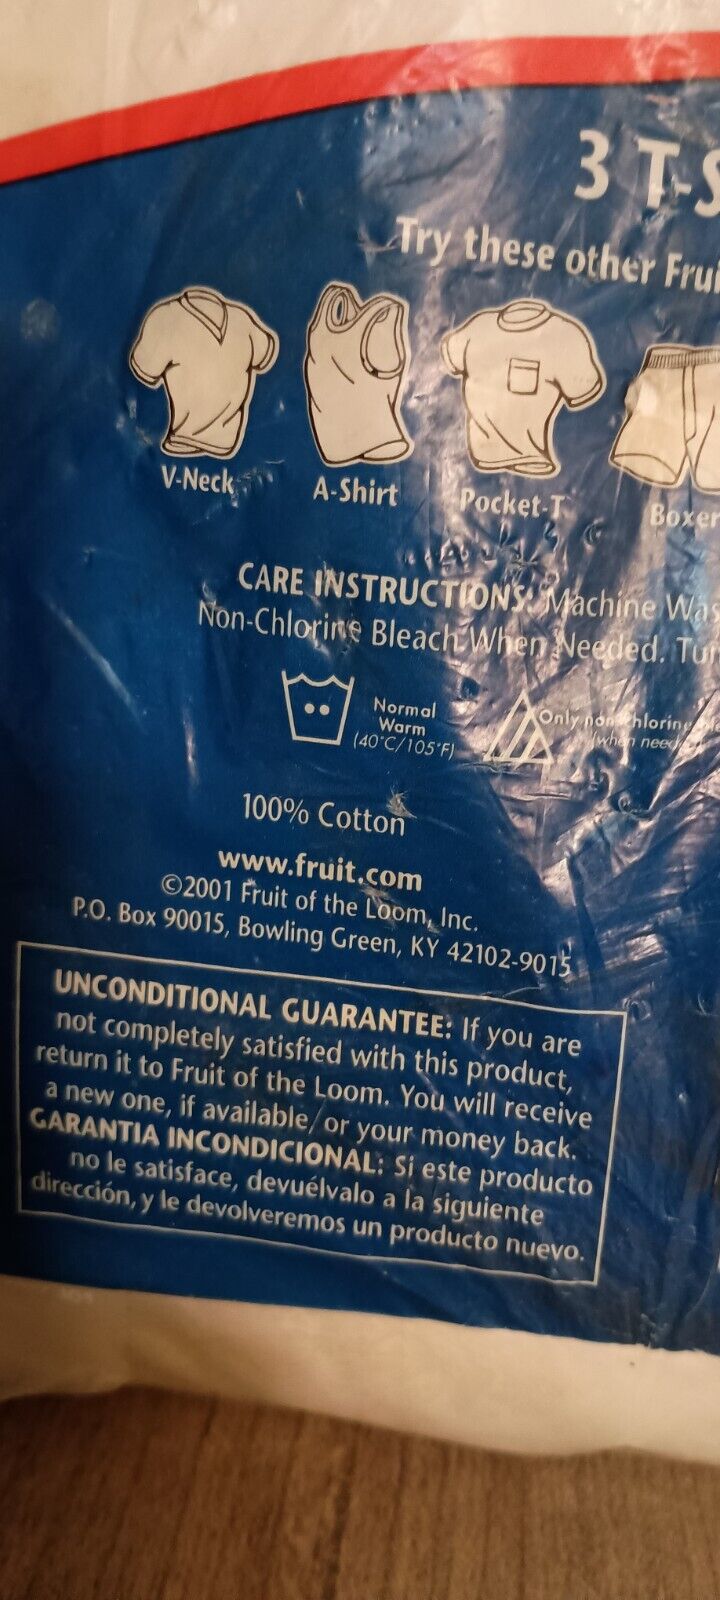 3 T-S
Try these other Frui
V-Neck
A-Shirt
Pocket-T
Boxer
CARE INSTRUCTIONS: Machine Was
Non-Chlorine Bleach When Needed. Tu
Normal
Warm
(40°C/105°F)
Only non-chlorine
(when need
100% Cotton
www.fruit.com
©2001 Fruit of the Loom, Inc.
P.O. Box 90015, Bowling Green, KY 42102-9015
UNCONDITIONAL GUARANTEE: If you are
not completely satisfied with this product,
return it to Fruit of the Loom. You will receive
a new one, if available, or your money back.
GARANTIA INCONDICIONAL: Si este producto
no le satisface, devuélvalo a la siguiente
dirección, y le devolveremos un producto nuevo.